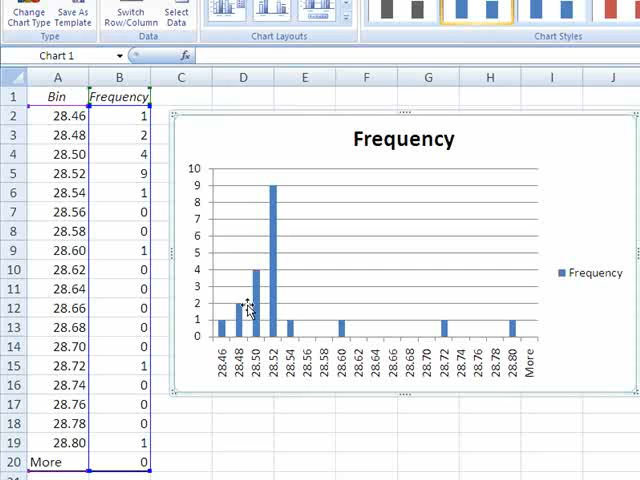 Change Save As Switch Select
Chart Type Template Row/Column Data
Type Data Chart Layouts Chart Styles
Chart 1 fx
A B C D E F G H I J
1 Bin Frequency
2 28.46 1
3 28.48 2
4 28.50 4
5 28.52 9
6 28.54 1
7 28.56 0
8 28.58 0
9 28.60 1
10 28.62 0
11 28.64 0
12 28.66 0
13 28.68 0
14 28.70 0
15 28.72 1
16 28.74 0
17 28.76 0
18 28.78 0
19 28.80 1
20 More 0
Frequency
10
9
8
7
6
5
4
3
2
1
0
28.46 28.48 28.50 28.52 28.54 28.56 28.58 28.60 28.62 28.64 28.66 28.68 28.70 28.72 28.74 28.76 28.78 28.80 More
Frequency